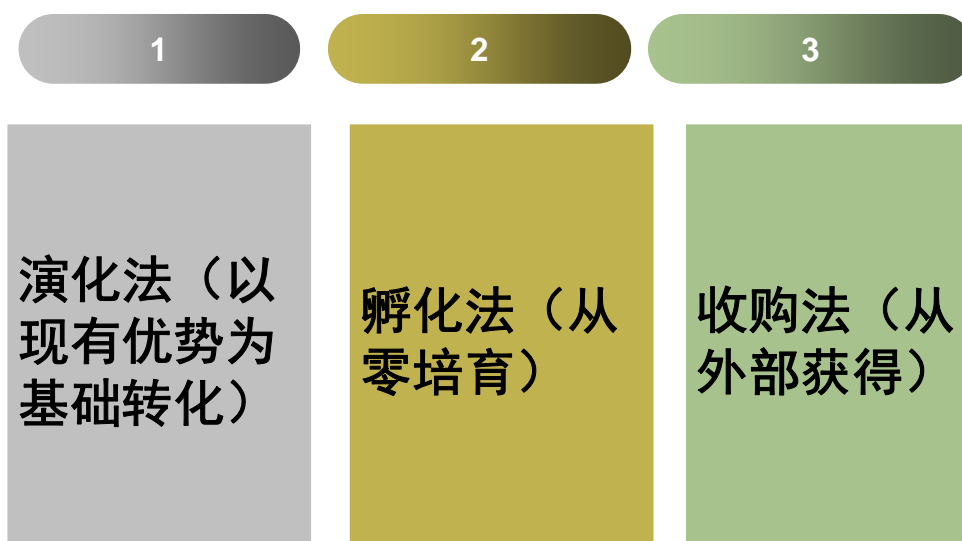 1
2
3
演化法（以
现有优势为
基础转化）
孵化法（从
零培育）
收购法（从
外部获得）